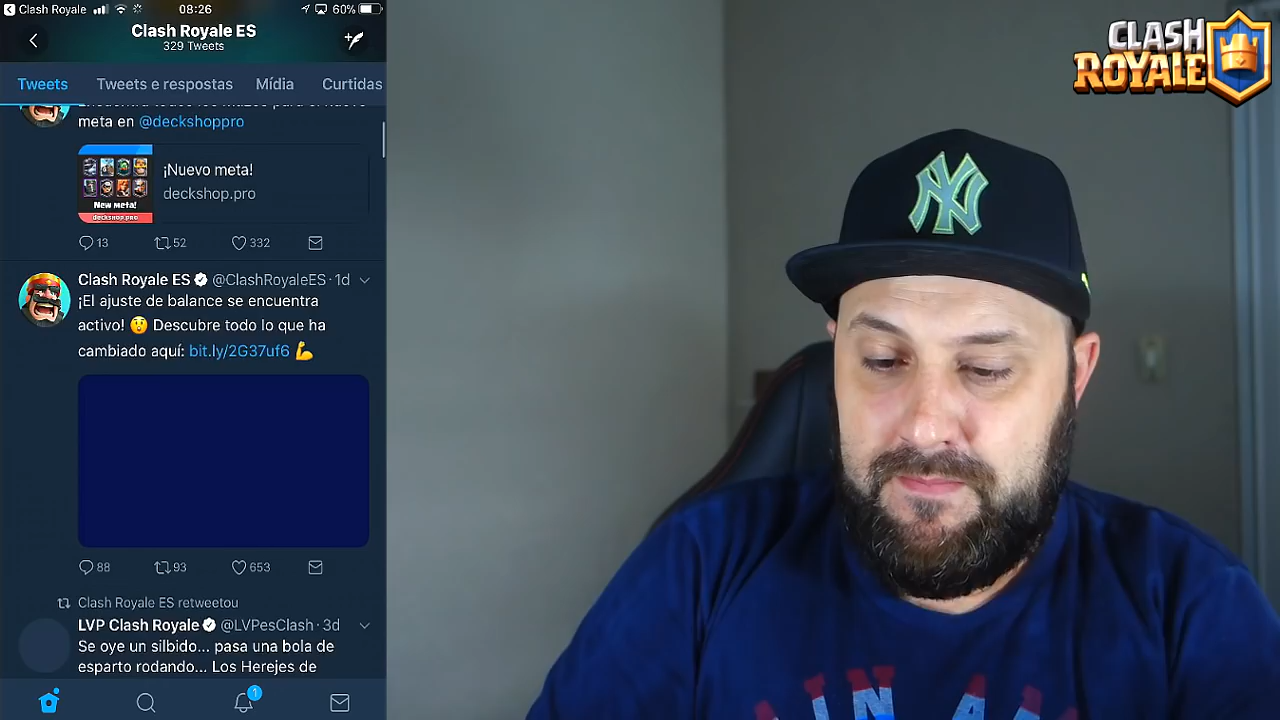 Clash Royale
08:26
60%
Clash Royale ES
329 Tweets
Tweets
Tweets e respostas
Mídia
Curtidas
meta en @deckshoppro
¡Nuevo meta!
deckshop.pro
New meta!
deckshop.pro
13
52
332
Clash Royale ES @ClashRoyaleES · 1d
¡El ajuste de balance se encuentra
activo! 😲 Descubre todo lo que ha
cambiado aquí: bit.ly/2G37uf6 💪
88
93
653
Clash Royale ES retweetou
LVP Clash Royale @LVPesClash · 3d
Se oye un silbido... pasa una bola de
esparto rodando... Los Herejes de
1
CLASH
ROYALE
NY